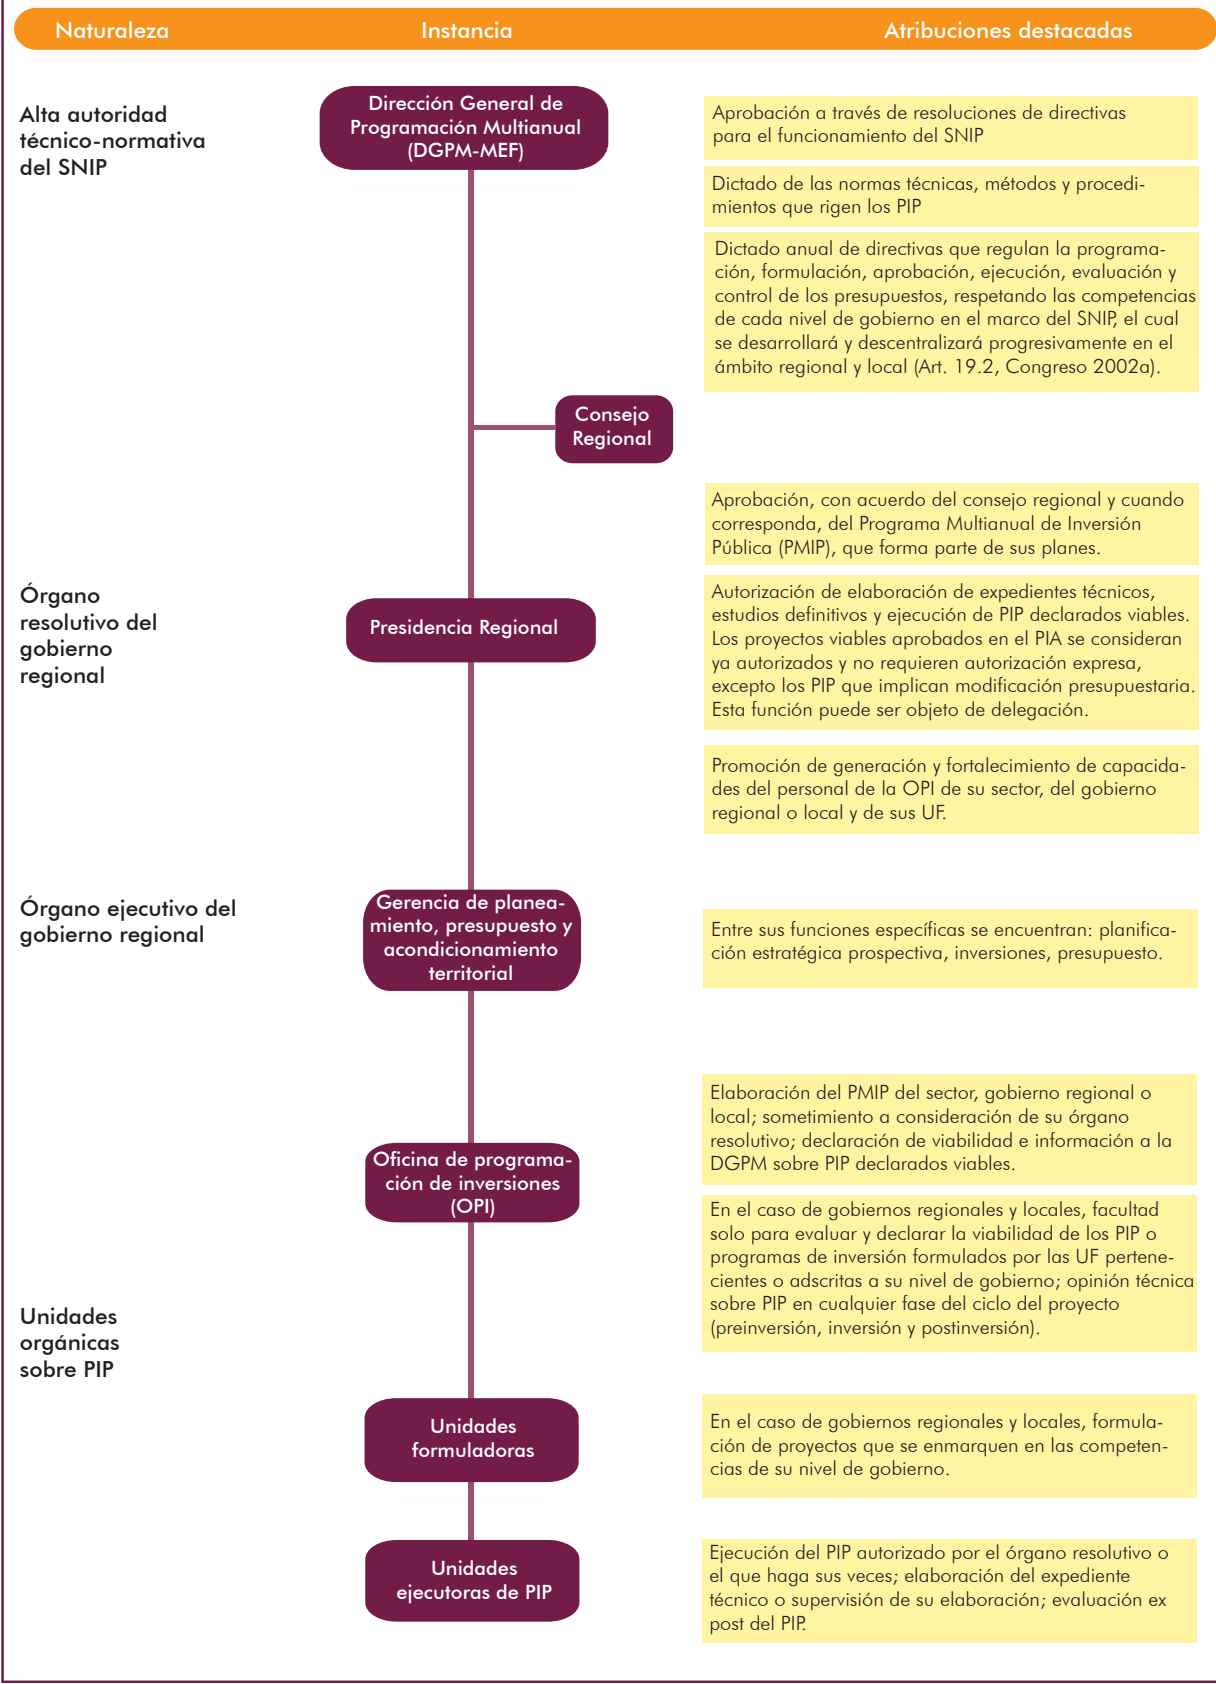 Naturaleza
Instancia
Atribuciones destacadas
Alta autoridad
técnico-normativa
del SNIP
Dirección General de
Programación Multianual
(DGPM-MEF)
Aprobación a través de resoluciones de directivas
para el funcionamiento del SNIP
Dictado de las normas técnicas, métodos y procedi-
mientos que rigen los PIP
Dictado anual de directivas que regulan la programa-
ción, formulación, aprobación, ejecución, evaluación y
control de los presupuestos, respetando las competencias
de cada nivel de gobierno en el marco del SNIP, el cual
se desarrollará y descentralizará progresivamente en el
ámbito regional y local (Art. 19.2, Congreso 2002a).
Consejo
Regional
Órgano
resolutivo del
gobierno
regional
Presidencia Regional
Aprobación, con acuerdo del consejo regional y cuando
corresponda, del Programa Multianual de Inversión
Pública (PMIP), que forma parte de sus planes.
Autorización de elaboración de expedientes técnicos,
estudios definitivos y ejecución de PIP declarados viables.
Los proyectos viables aprobados en el PIA se consideran
ya autorizados y no requieren autorización expresa,
excepto los PIP que implican modificación presupuestaria.
Esta función puede ser objeto de delegación.
Promoción de generación y fortalecimiento de capacida-
des del personal de la OPI de su sector, del gobierno
regional o local y de sus UF.
Órgano ejecutivo del
gobierno regional
Gerencia de planea-
miento, presupuesto y
acondicionamiento
territorial
Entre sus funciones específicas se encuentran: planifica-
ción estratégica prospectiva, inversiones, presupuesto.
Unidades
orgánicas
sobre PIP
Oficina de programa-
ción de inversiones
(OPI)
Elaboración del PMIP del sector, gobierno regional o
local; sometimiento a consideración de su órgano
resolutivo; declaración de viabilidad e información a la
DGPM sobre PIP declarados viables.
En el caso de gobiernos regionales y locales, facultad
solo para evaluar y declarar la viabilidad de los PIP o
programas de inversión formulados por las UF pertene-
cientes o adscritas a su nivel de gobierno; opinión técnica
sobre PIP en cualquier fase del ciclo del proyecto
(preinversión, inversión y postinversión).
Unidades
formuladoras
En el caso de gobiernos regionales y locales, formula-
ción de proyectos que se enmarquen en las competen-
cias de su nivel de gobierno.
Unidades
ejecutoras de PIP
Ejecución del PIP autorizado por el órgano resolutivo o
el que haga sus veces; elaboración del expediente
técnico o supervisión de su elaboración; evaluación ex
post del PIP.